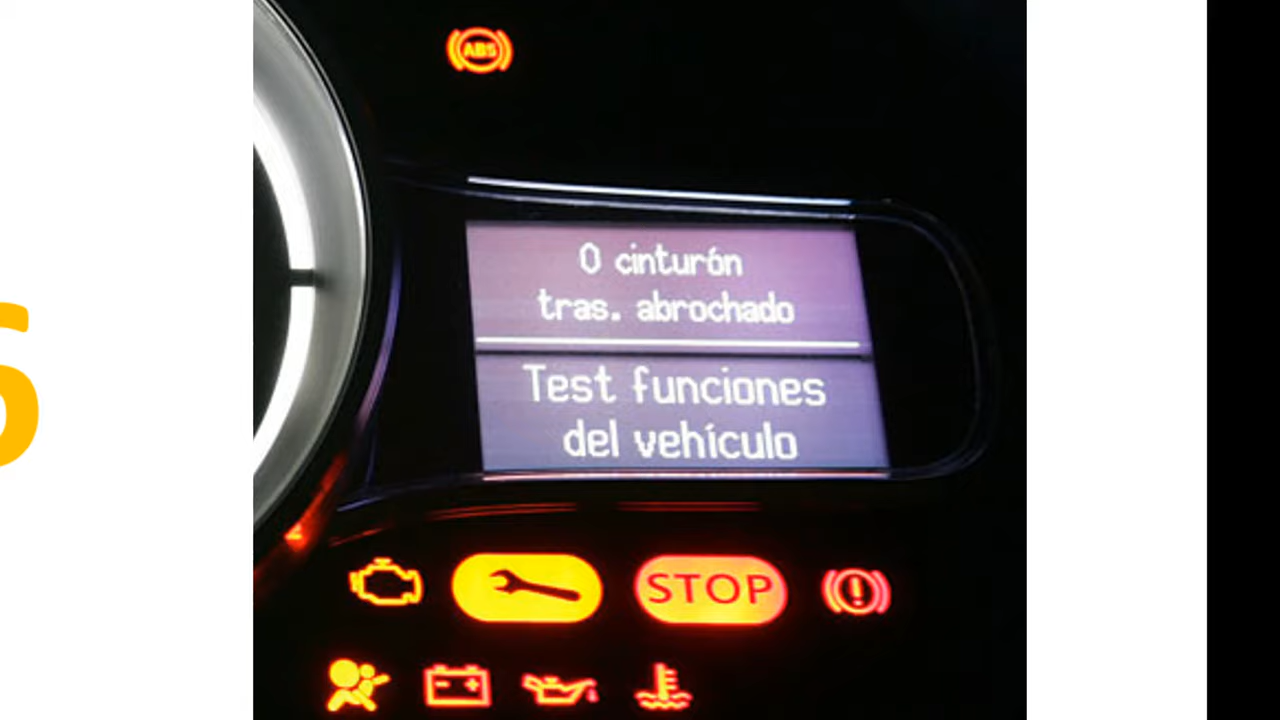 ABS
0 cinturón
tras. abrochado
Test funciones
del vehículo
STOP